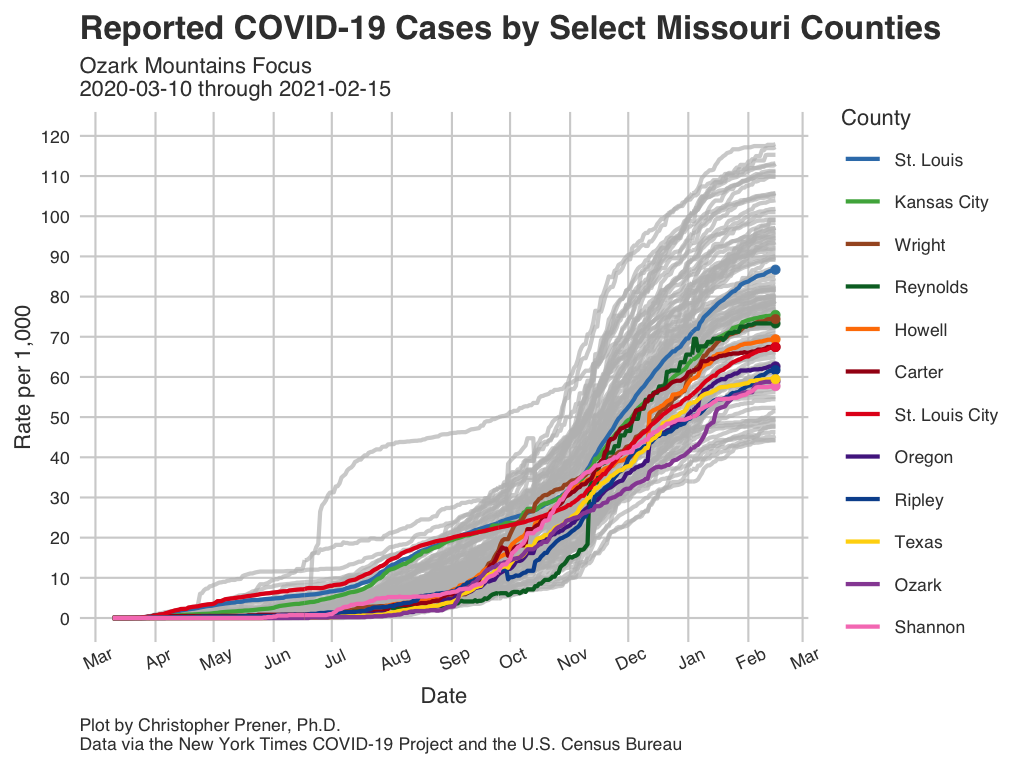 Reported COVID-19 Cases by Select Missouri Counties
Ozark Mountains Focus
2020-03-10 through 2021-02-15
County
St. Louis
Kansas City
Wright
Reynolds
Howell
Carter
St. Louis City
Oregon
Ripley
Texas
Ozark
Shannon
Rate per 1,000
120
110
100
90
80
70
60
50
40
30
20
10
0
Mar Apr May Jun Jul Aug Sep Oct Nov Dec Jan Feb Mar
Date
Plot by Christopher Prener, Ph.D.
Data via the New York Times COVID-19 Project and the U.S. Census Bureau